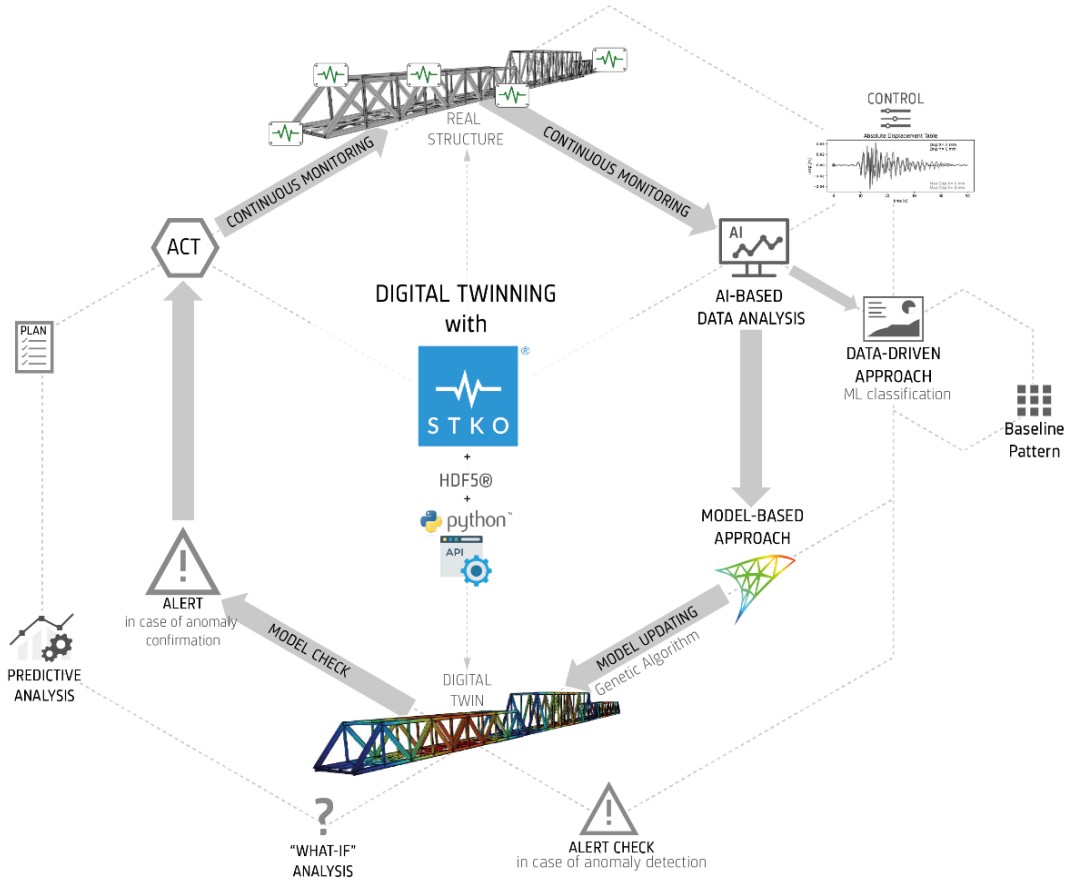 REAL
STRUCTURE
CONTINUOUS MONITORING
CONTINUOUS MONITORING
CONTROL
Absolute Displacement Table
time [s]
ACT
AI
AI-BASED
DATA ANALYSIS
PLAN
DIGITAL TWINNING
with
®
STKO
+
HDF5®
+
python™
API
DATA-DRIVEN
APPROACH
ML classification
Baseline
Pattern
MODEL-BASED
APPROACH
ALERT
in case of anomaly
confirmation
MODEL CHECK
MODEL UPDATING
Genetic Algorithm
PREDICTIVE
ANALYSIS
DIGITAL
TWIN
?
"WHAT-IF"
ANALYSIS
ALERT CHECK
in case of anomaly detection